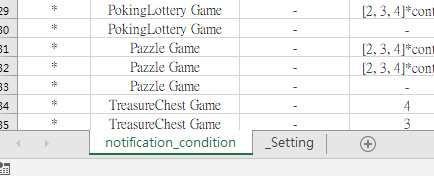 29 * PokingLottery Game - [2, 3, 4]*cont
30 * PokingLottery Game - -
31 * Pazzle Game - [2, 3, 4]*cont
32 * Pazzle Game - [2, 3, 4]*cont
33 * Pazzle Game - -
34 * TreasureChest Game - 4
35 * TreasureChest Game - 3
notification_condition _Setting